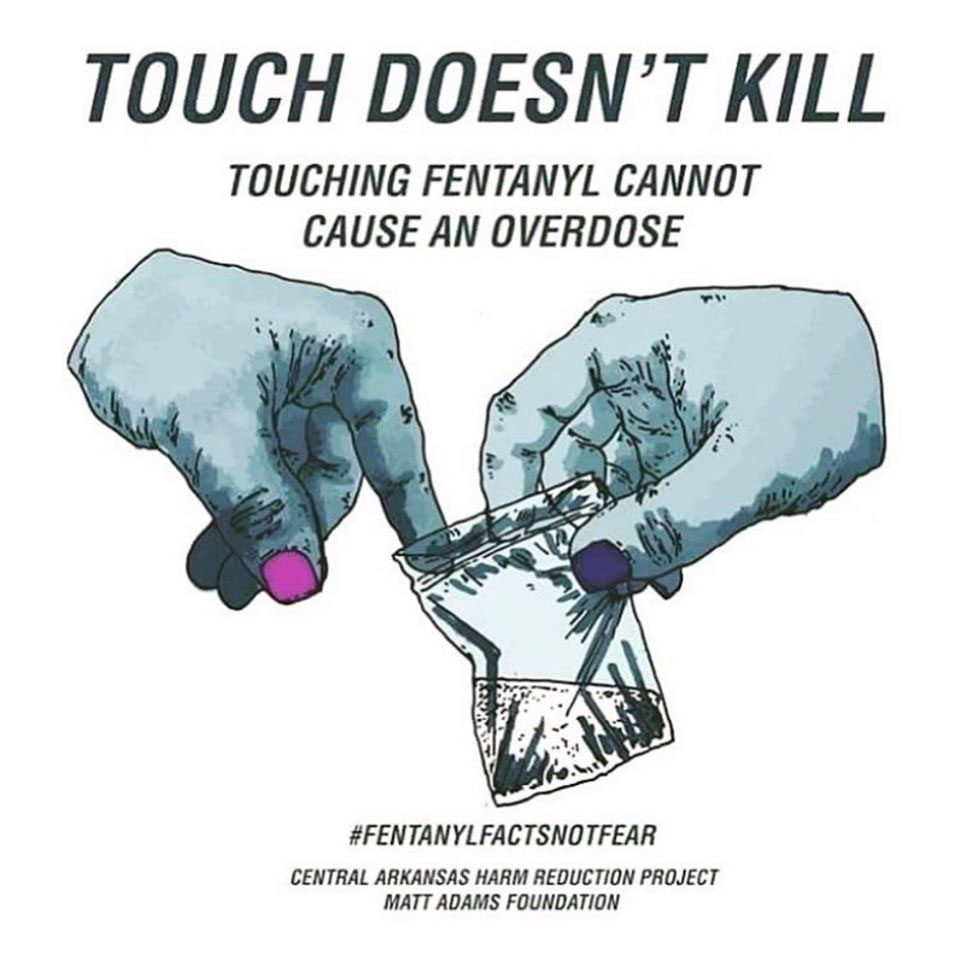 TOUCH DOESN'T KILL
TOUCHING FENTANYL CANNOT
CAUSE AN OVERDOSE
#FENTANYLFACTSNOTFEAR
CENTRAL ARKANSAS HARM REDUCTION PROJECT
MATT ADAMS FOUNDATION